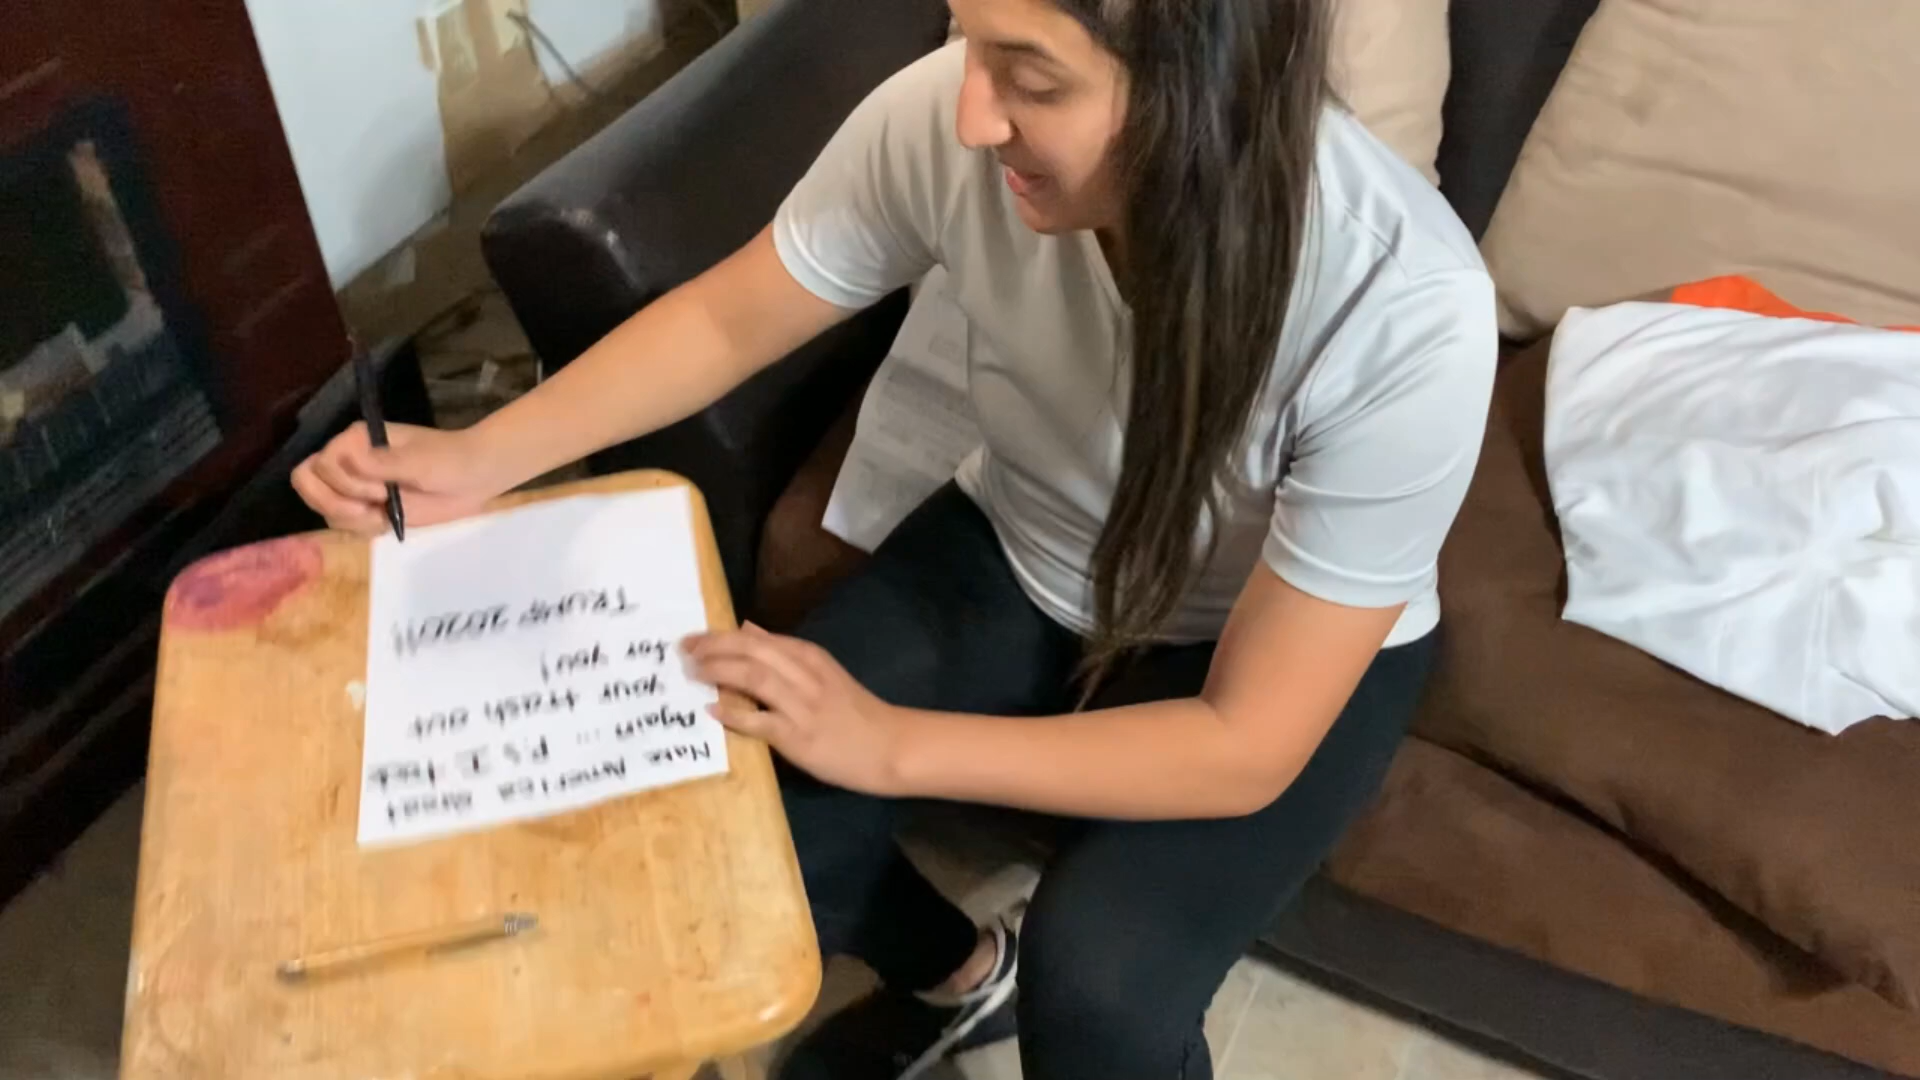 Make America Great
Again ... P.S I took
your trash out
for you!
TRUMP 2020!!